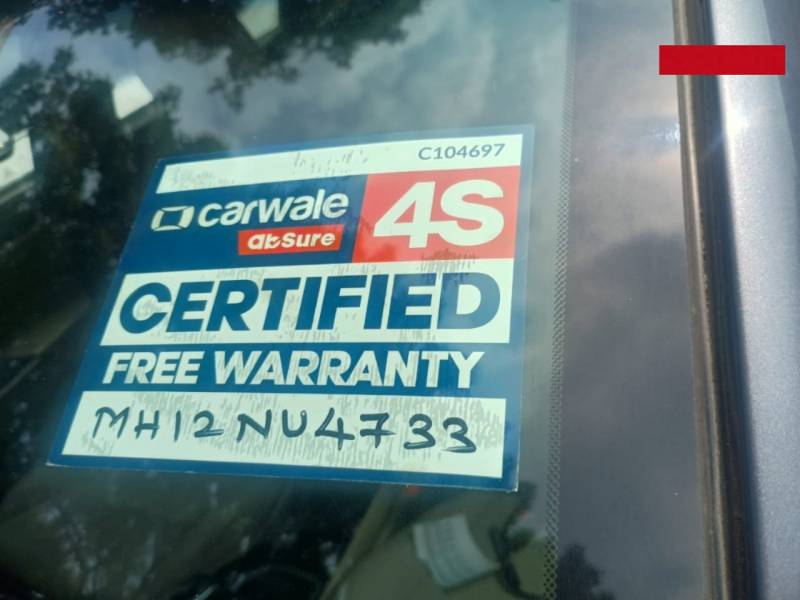 C104697
carwale
abSure
4S
CERTIFIED
FREE WARRANTY
MH12NU4733